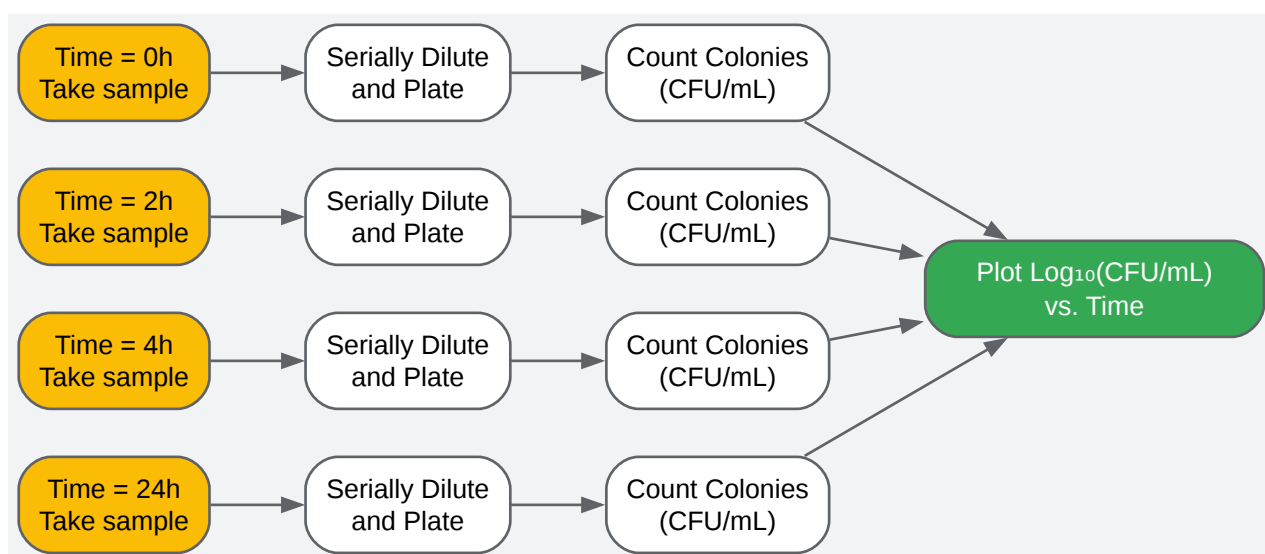 Time = 0h
Take sample
Serially Dilute
and Plate
Count Colonies
(CFU/mL)
Time = 2h
Take sample
Serially Dilute
and Plate
Count Colonies
(CFU/mL)
Plot Log₁₀(CFU/mL)
vs. Time
Time = 4h
Take sample
Serially Dilute
and Plate
Count Colonies
(CFU/mL)
Time = 24h
Take sample
Serially Dilute
and Plate
Count Colonies
(CFU/mL)